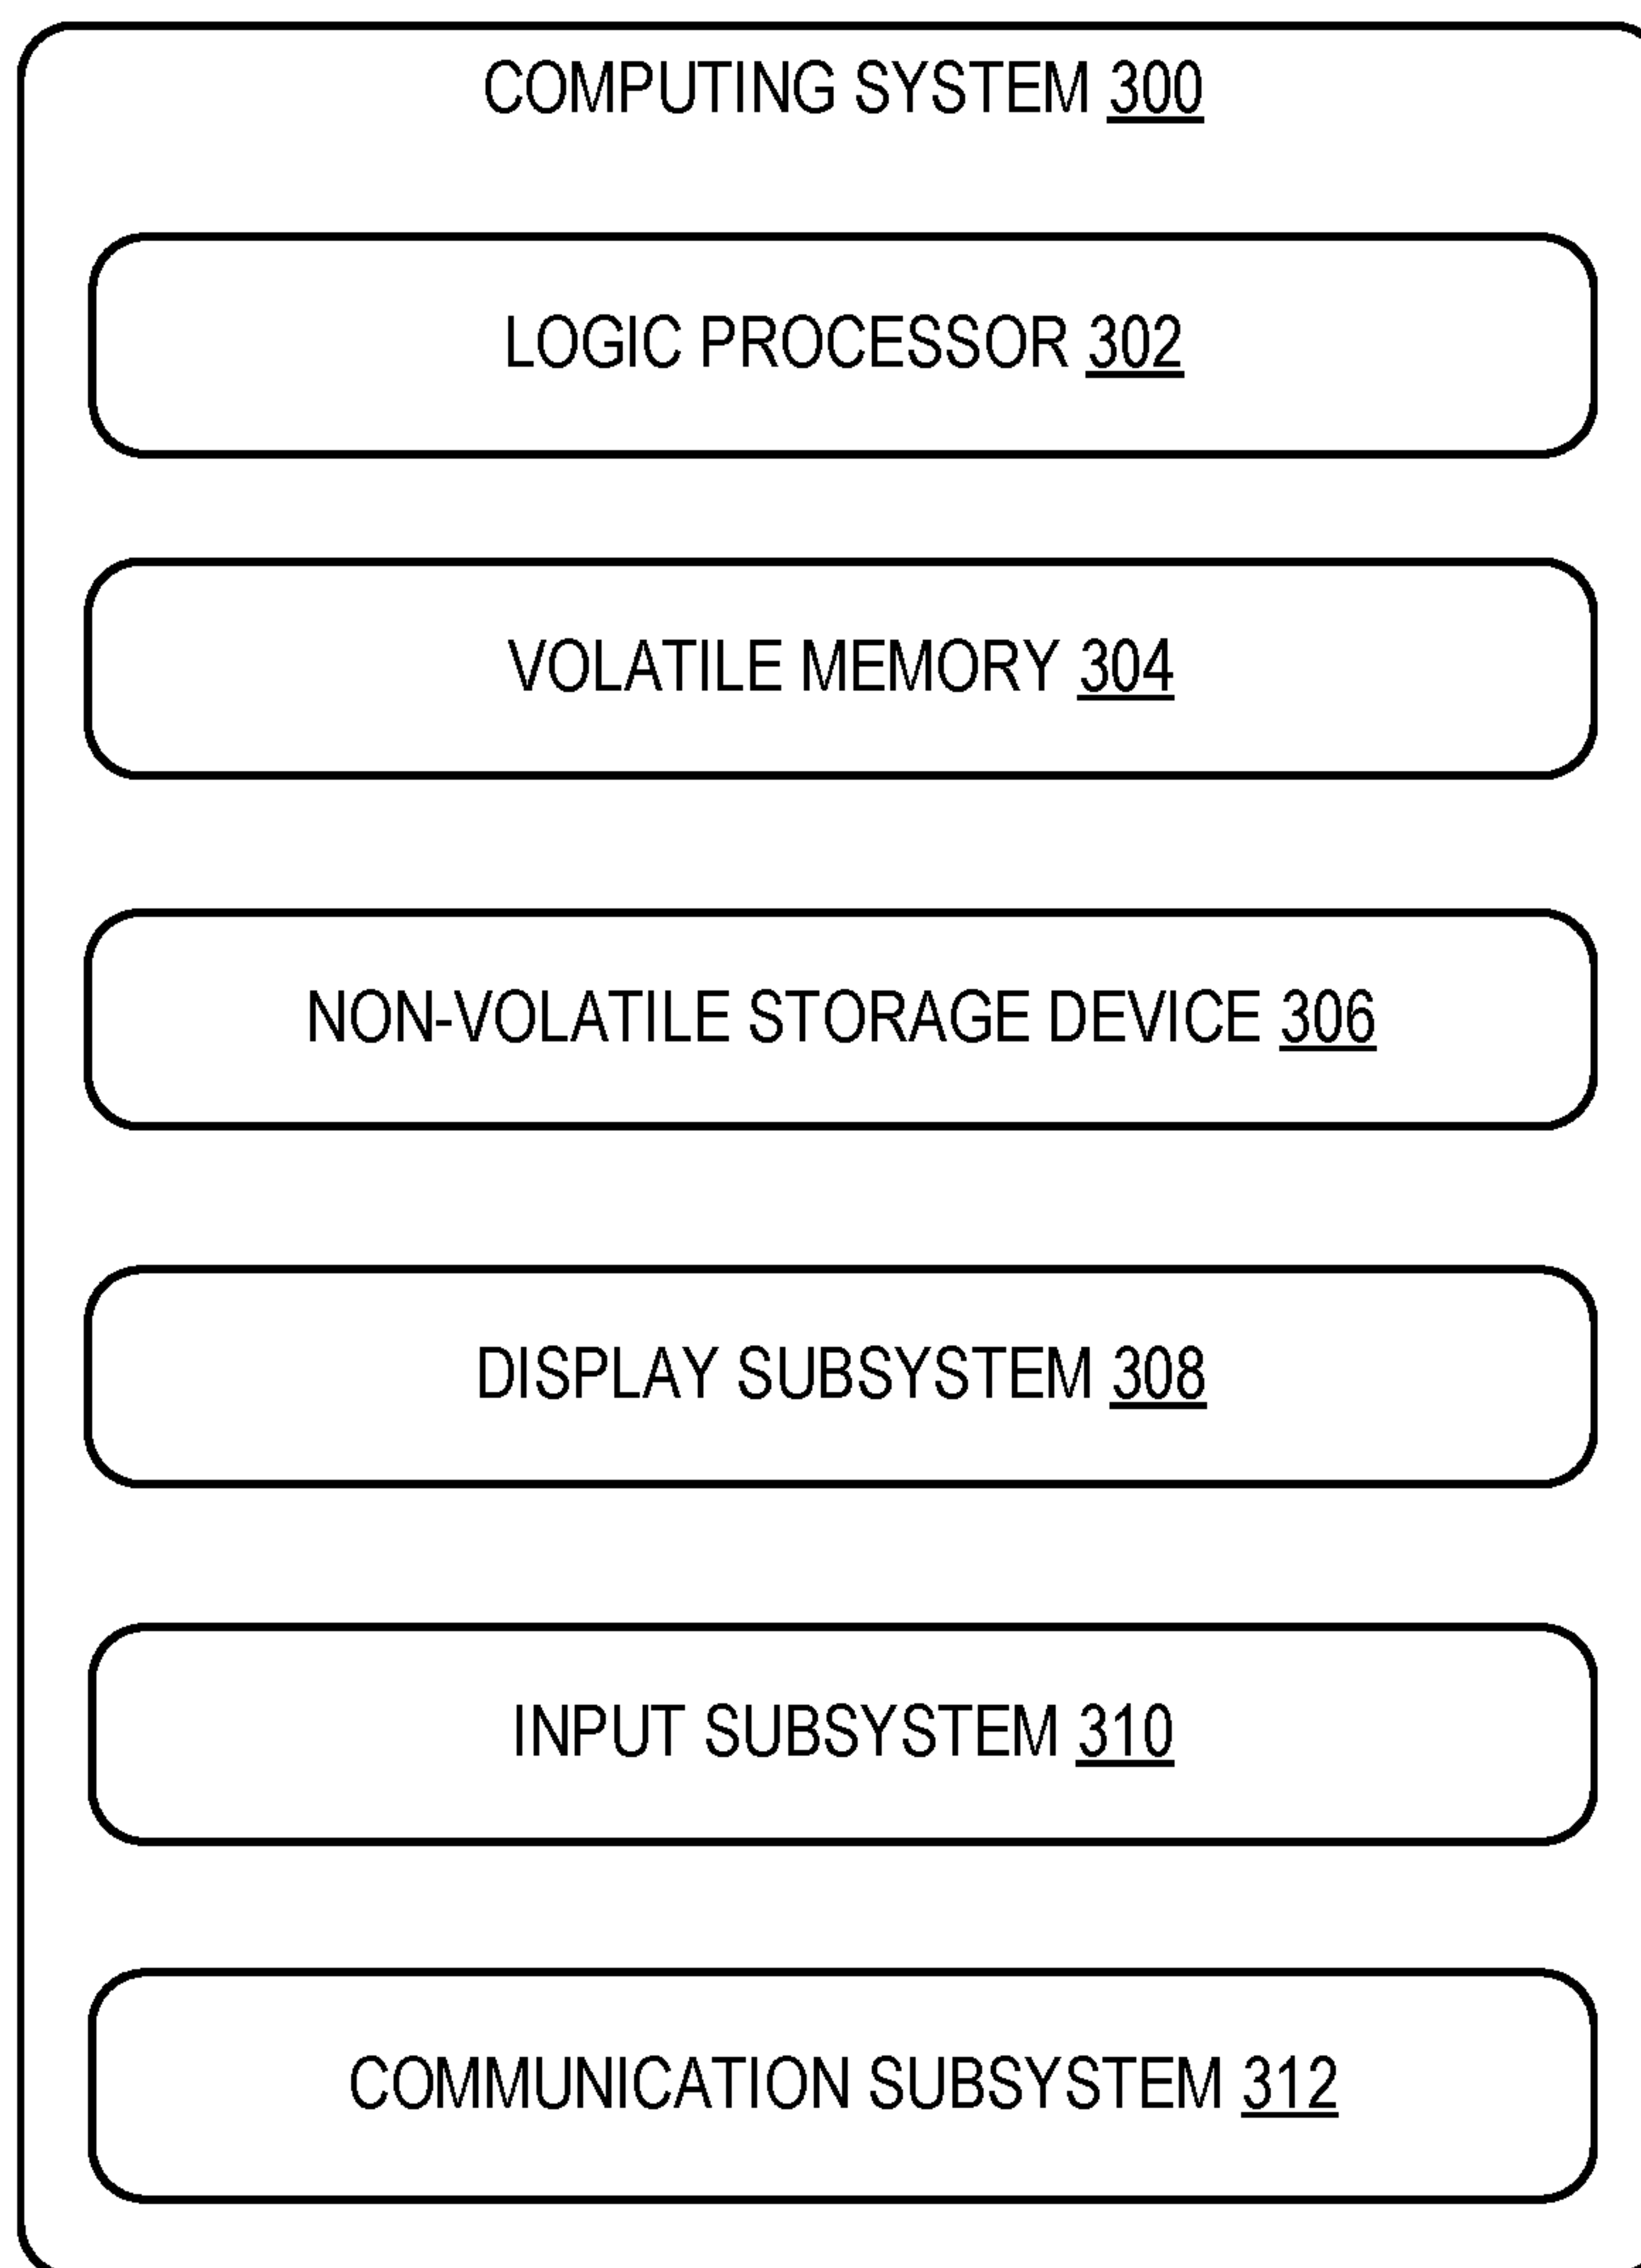 COMPUTING SYSTEM 300
LOGIC PROCESSOR 302
VOLATILE MEMORY 304
NON-VOLATILE STORAGE DEVICE 306
DISPLAY SUBSYSTEM 308
INPUT SUBSYSTEM 310
COMMUNICATION SUBSYSTEM 312